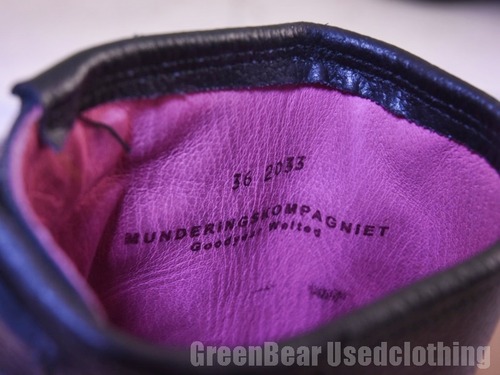 36 2033
MUNDERINGSKOMPAGNIET
Goodyear Welted
GreenBear Usedclothing